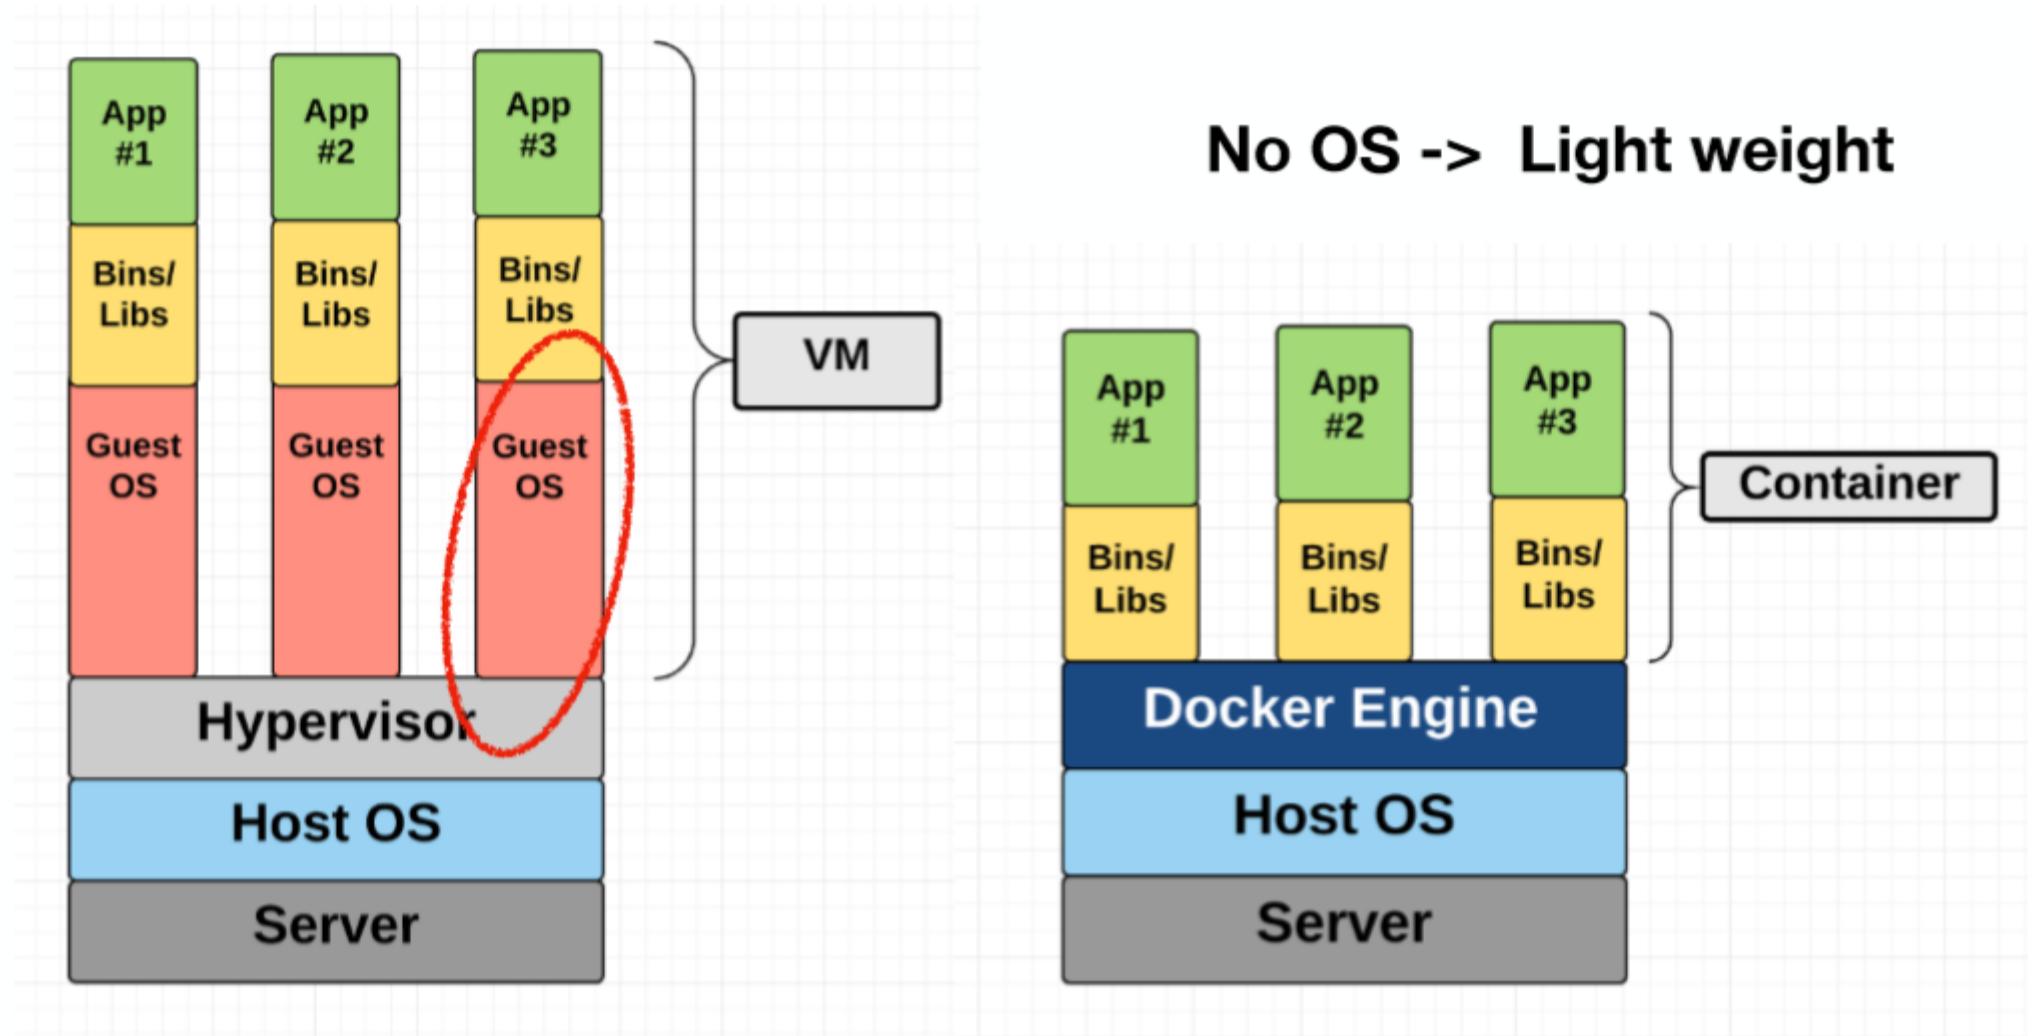 App
#1
App
#2
App
#3
Bins/
Libs
Bins/
Libs
Bins/
Libs
Guest
OS
Guest
OS
Guest
OS
VM
Hypervisor
Host OS
Server
No OS -> Light weight
App
#1
App
#2
App
#3
Bins/
Libs
Bins/
Libs
Bins/
Libs
Container
Docker Engine
Host OS
Server